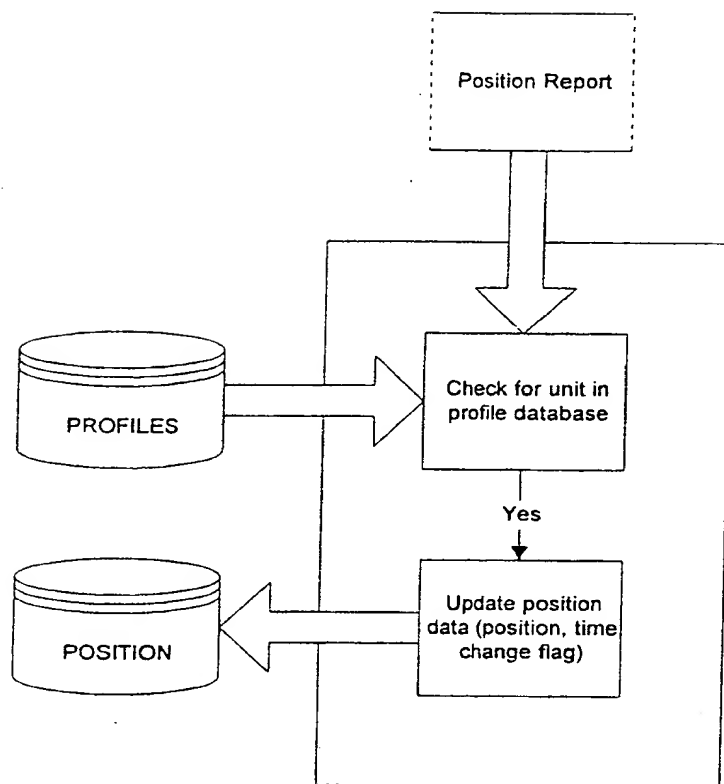 Position Report
Check for unit in
profile database
PROFILES
Yes
Update position
data (position, time
change flag)
POSITION